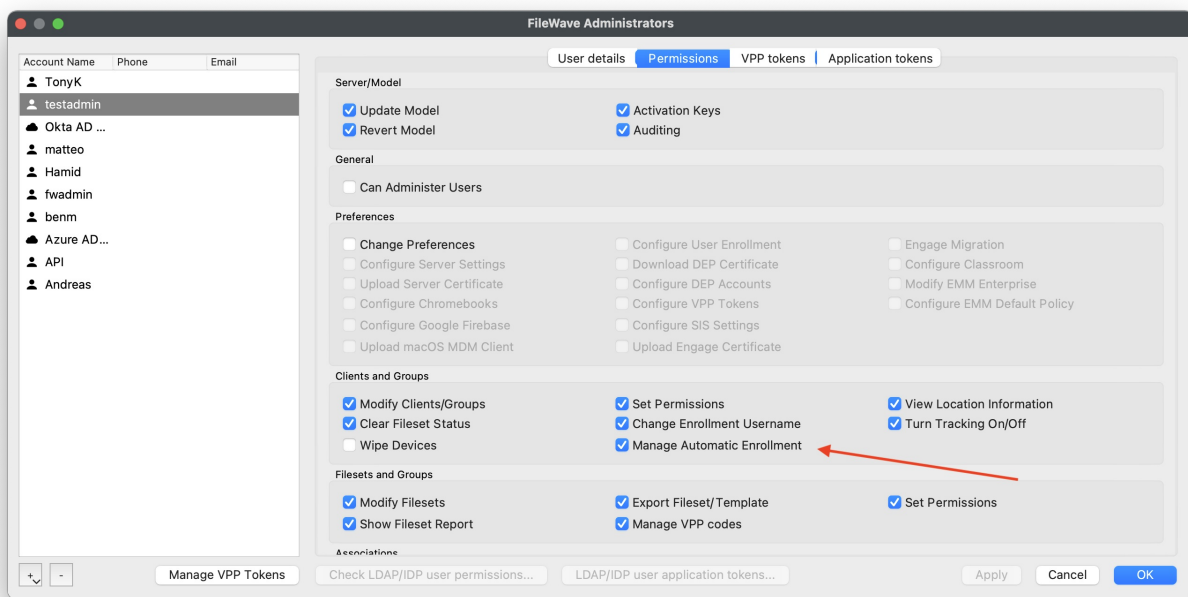 FileWave Administrators
Account Name Phone Email
TonyK
testadmin
Okta AD ...
matteo
Hamid
fwadmin
benm
Azure AD...
API
Andreas
+ -
Manage VPP Tokens
User details Permissions VPP tokens Application tokens
Server/Model
Update Model Activation Keys
Revert Model Auditing
General
Can Administer Users
Preferences
Change Preferences Configure User Enrollment Engage Migration
Configure Server Settings Download DEP Certificate Configure Classroom
Upload Server Certificate Configure DEP Accounts Modify EMM Enterprise
Configure Chromebooks Configure VPP Tokens Configure EMM Default Policy
Configure Google Firebase Configure SIS Settings
Upload macOS MDM Client Upload Engage Certificate
Clients and Groups
Modify Clients/Groups Set Permissions View Location Information
Clear Fileset Status Change Enrollment Username Turn Tracking On/Off
Wipe Devices Manage Automatic Enrollment
Filesets and Groups
Modify Filesets Export Fileset/Template Set Permissions
Show Fileset Report Manage VPP codes
Associations
Check LDAP/IDP user permissions... LDAP/IDP user application tokens... Apply Cancel OK